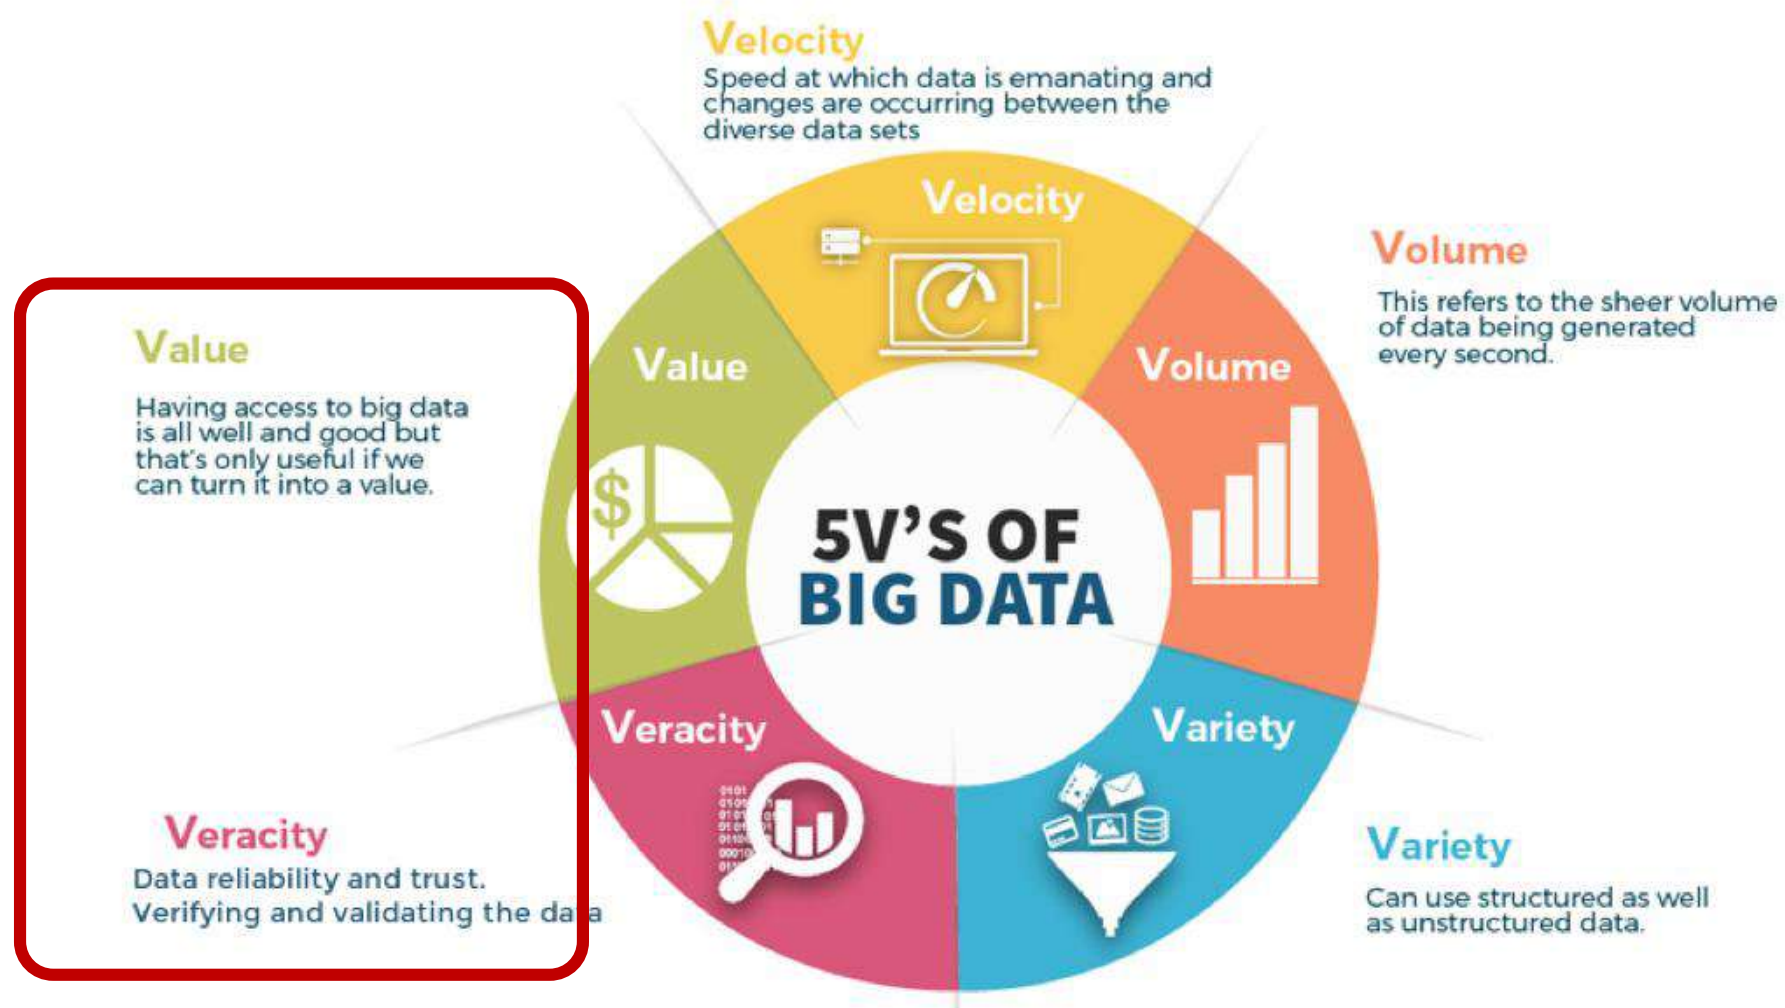 Velocity
Speed at which data is emanating and
changes are occurring between the
diverse data sets
Velocity
Volume
This refers to the sheer volume
of data being generated
every second.
Value
Having access to big data
is all well and good but
that's only useful if we
can turn it into a value.
Value
$
Volume
5V'S OF
BIG DATA
Veracity
Variety
Veracity
Data reliability and trust.
Verifying and validating the data
Variety
Can use structured as well
as unstructured data.